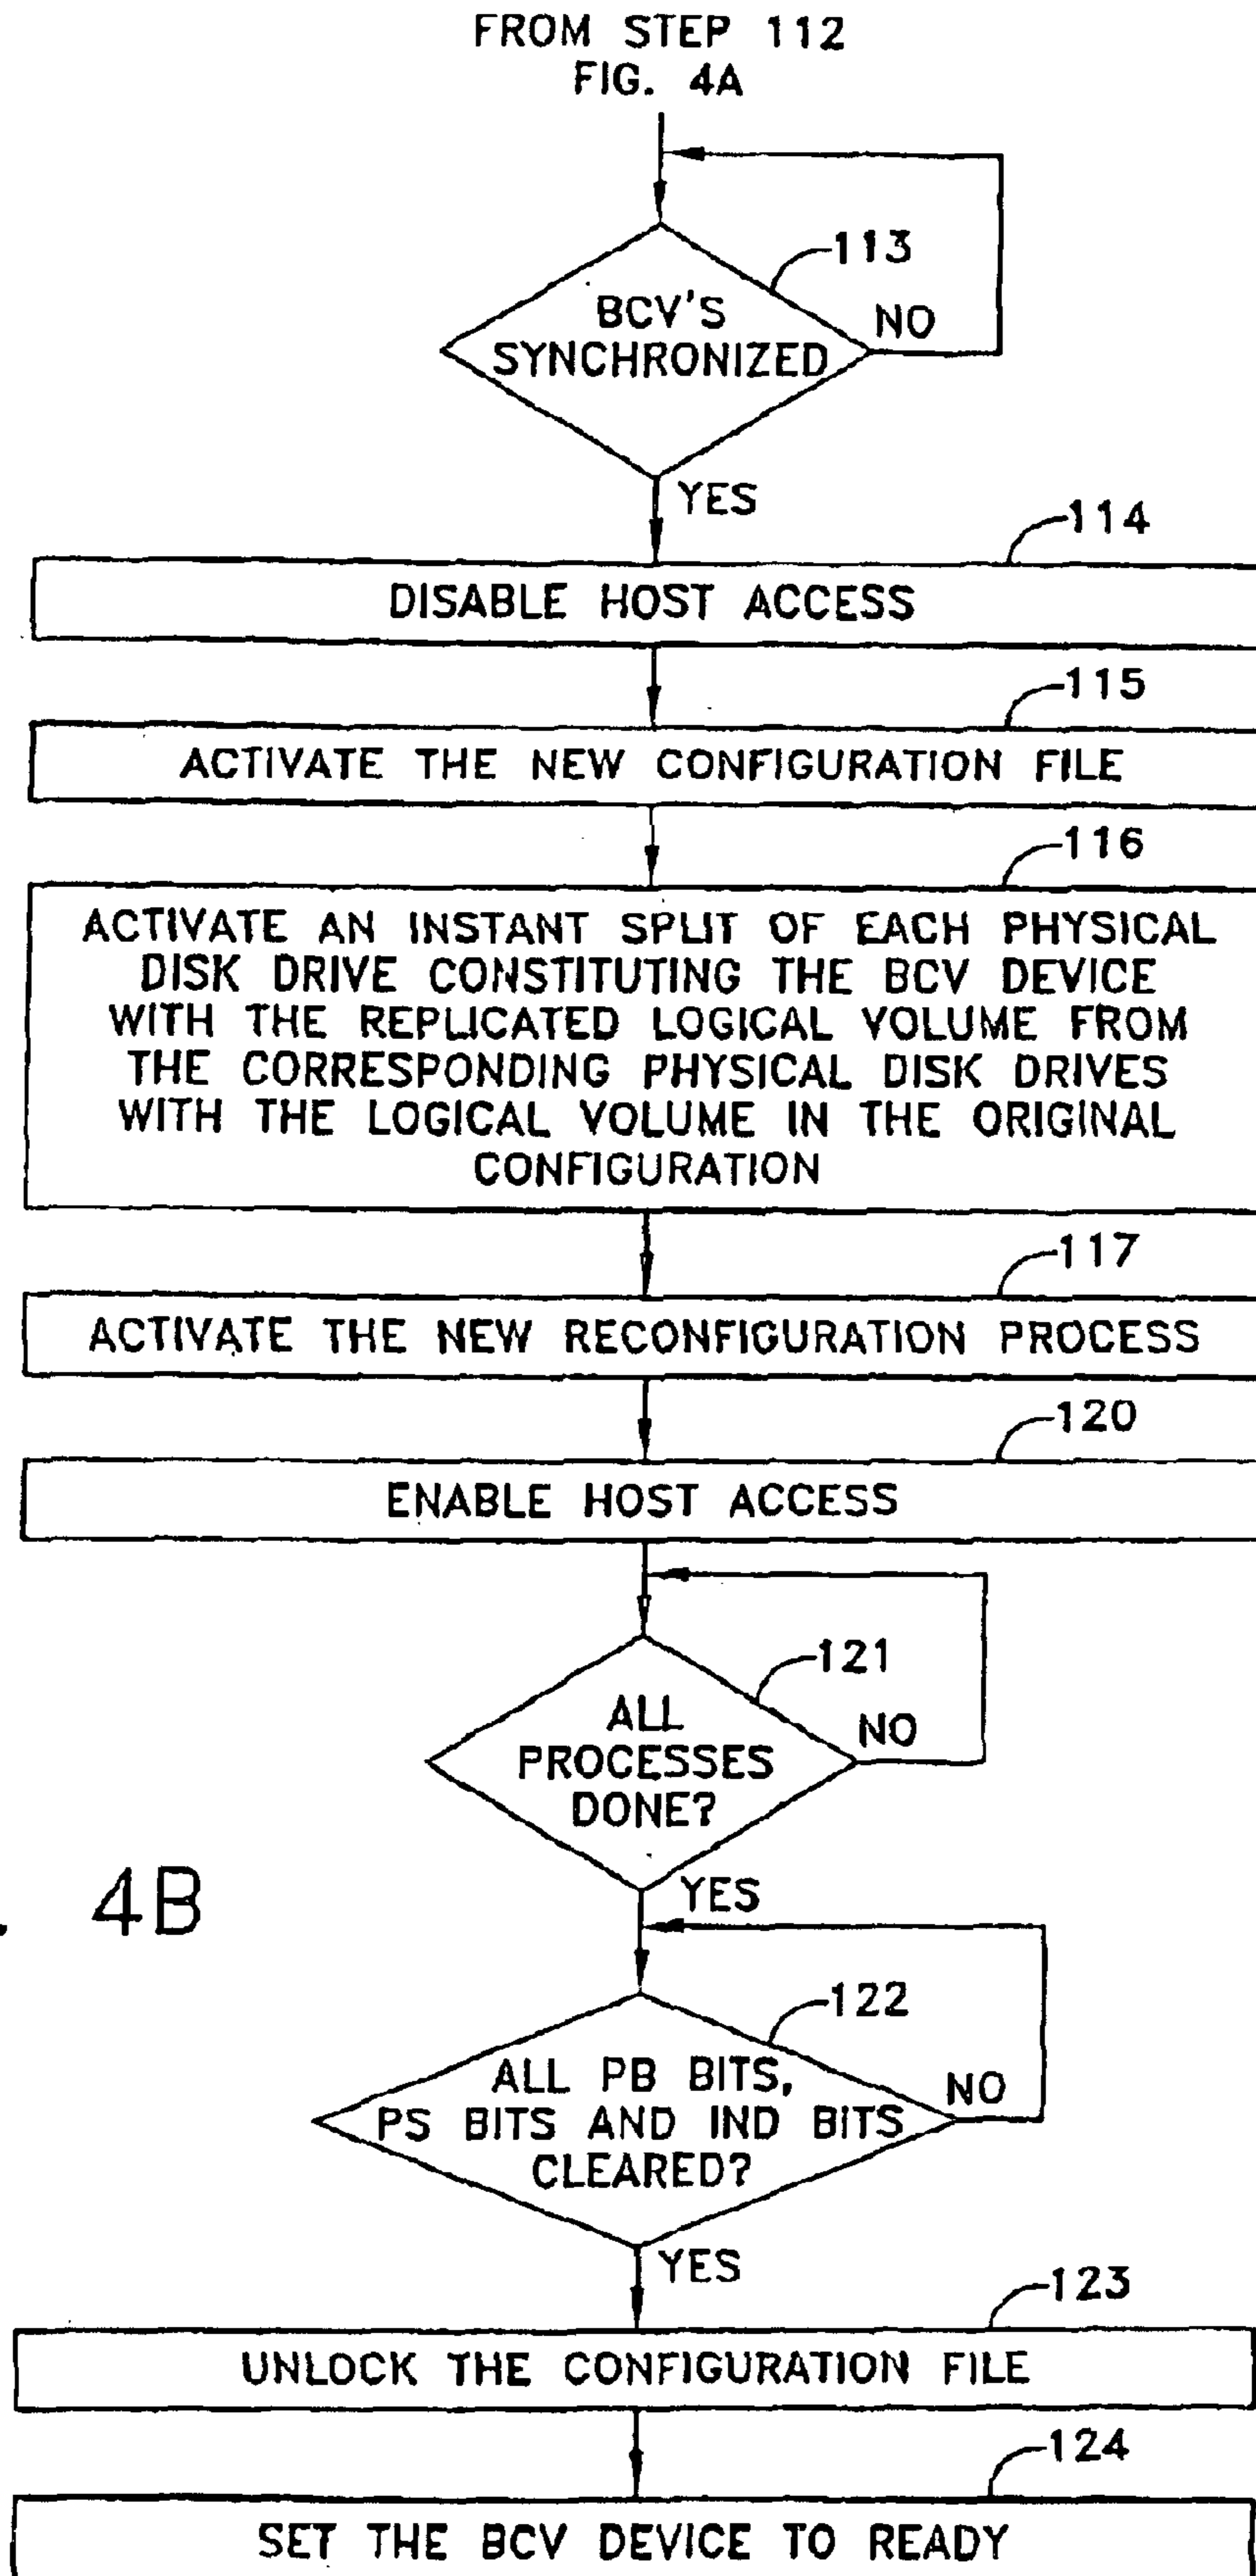 FROM STEP 112
FIG. 4A
113
BCV'S
SYNCHRONIZED
NO
YES
114
DISABLE HOST ACCESS
115
ACTIVATE THE NEW CONFIGURATION FILE
116
ACTIVATE AN INSTANT SPLIT OF EACH PHYSICAL
DISK DRIVE CONSTITUTING THE BCV DEVICE
WITH THE REPLICATED LOGICAL VOLUME FROM
THE CORRESPONDING PHYSICAL DISK DRIVES
WITH THE LOGICAL VOLUME IN THE ORIGINAL
CONFIGURATION
117
ACTIVATE THE NEW RECONFIGURATION PROCESS
120
ENABLE HOST ACCESS
121
ALL
PROCESSES
DONE?
NO
YES
4B
122
ALL PB BITS,
PS BITS AND IND BITS
CLEARED?
NO
YES
123
UNLOCK THE CONFIGURATION FILE
124
SET THE BCV DEVICE TO READY